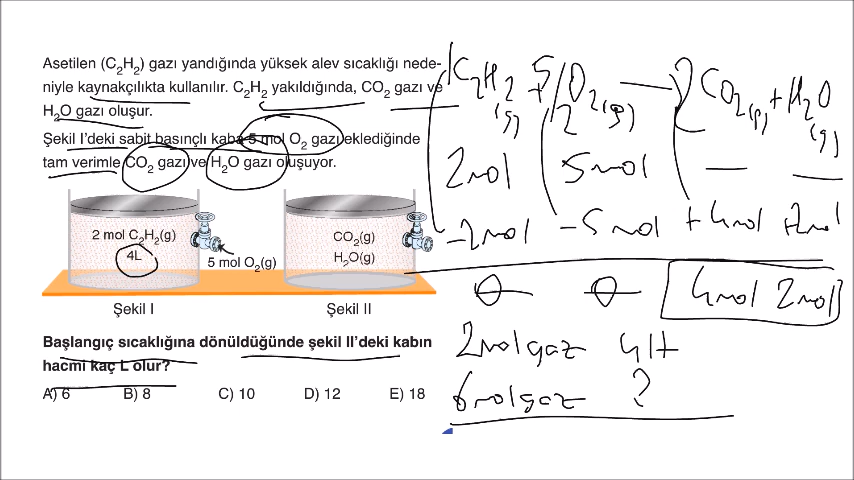 Asetilen (C₂H₂) gazı yandığında yüksek alev sıcaklığı nede-
niyle kaynakçılıkta kullanılır. C₂H₂ yakıldığında, CO₂ gazı ve
H₂O gazı oluşur.
Şekil I'deki sabit basınçlı kaba 5 mol O₂ gazı eklediğinde
tam verimle CO₂ gazı ve H₂O gazı oluşuyor.
2 mol C₂H₂(g)
4L
5 mol O₂(g)
CO₂(g)
H₂O(g)
Şekil I
Şekil II
Başlangıç sıcaklığına dönüldüğünde şekil II'deki kabın
hacmi kaç L olur?
A) 6 B) 8 C) 10 D) 12 E) 18
1C₂H₂(g) + 5/2 O₂(g) — 2CO₂(g) + H₂O(g)
2mol 5mol — —
-2mol -5mol +4mol +2mol
0 0 4mol 2mol
2molgaz 4lt
6molgaz ?